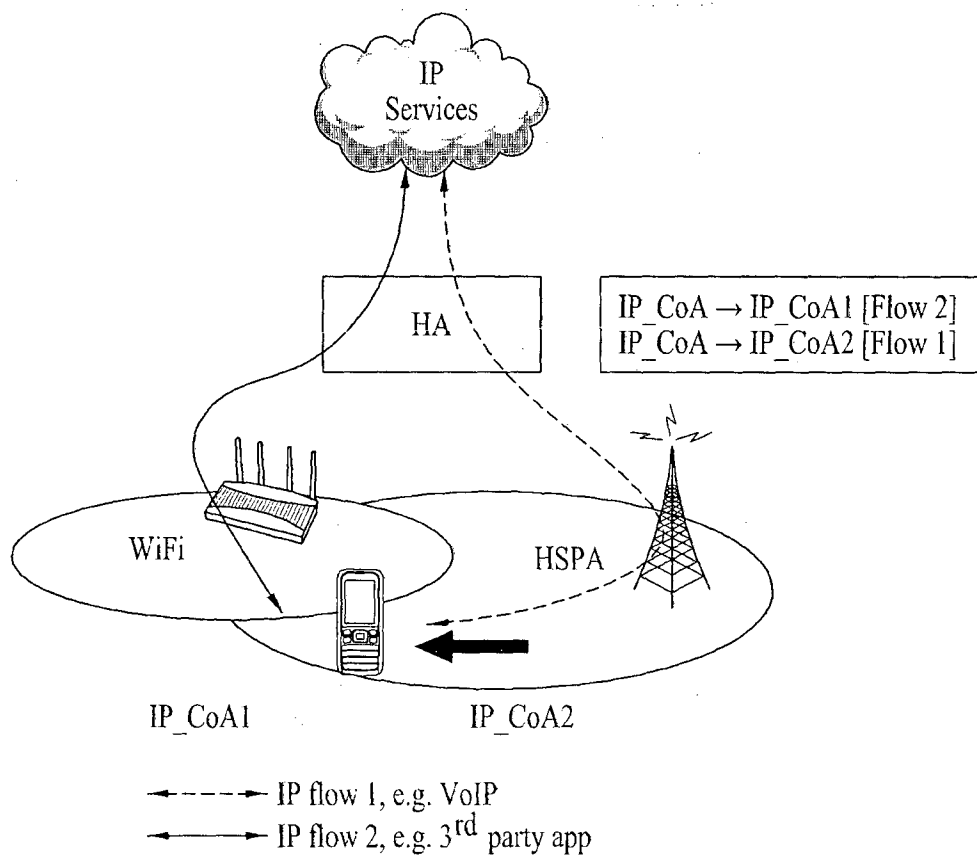 IP
Services
HA
IP_CoA → IP_CoA1 [Flow 2]
IP_CoA → IP_CoA2 [Flow 1]
WiFi
HSPA
IP_CoA1
IP_CoA2
IP flow 1, e.g. VoIP
IP flow 2, e.g. 3rd party app